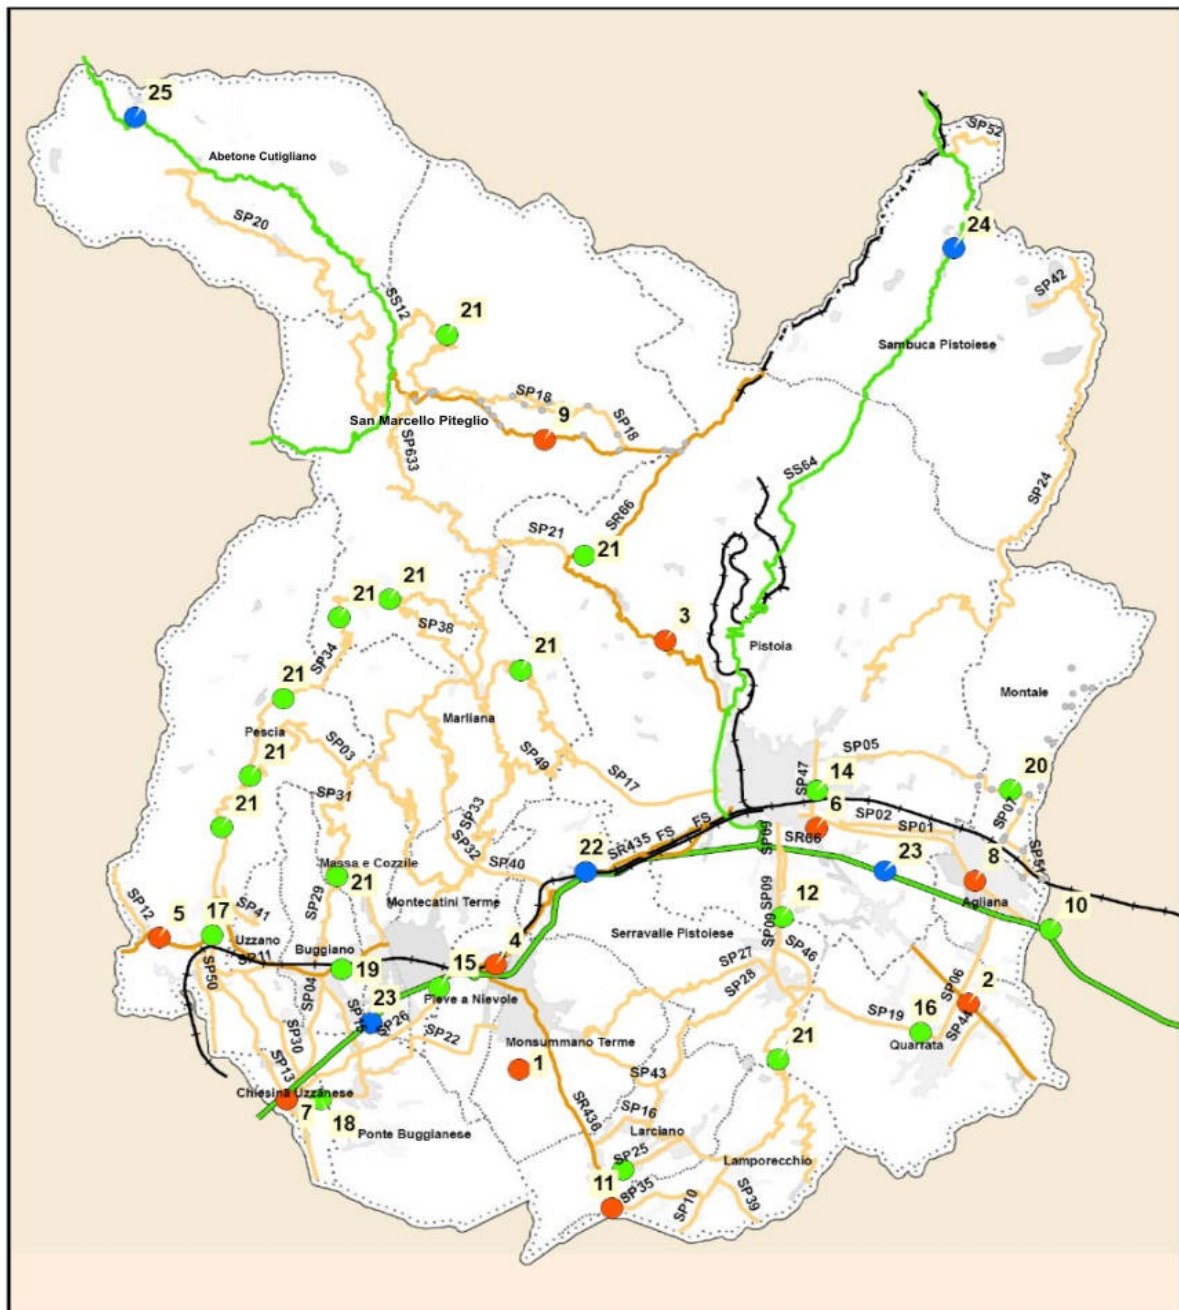 25
Abetone Cutigliano
SP52
SP20
24
SP42
SS12
21
Sambuca Pistoiese
SP18
9
SP18
San Marcello Piteglio
SP633
SS64
SP24
SR66
SP21
21
21
21
3
SP38
Pistoia
SP34
21
21
Montale
Marliana
Pescia
SP03
SP05
21
SP49
SP47
14
20
SP31
SP17
21
SP33
6
SP02
SP07
SP01
SR435
FS
FS
SP09
SR66
SP32
22
23
8
SP51
Massa e Cozzile
SP40
21
SP29
Agliana
Montecatini Terme
SP09
12
SP12
5
17
SP41
10
Uzzano
Serravalle Pistoiese
SP09
4
Buggiano
SP11
SP46
SP27
19
15
SP50
SP28
SP06
Pieve a Nievole
SP04
2
23
SP26
SP19
16
SP44
SP22
SP30
Quarrata
Monsummano Terme
21
1
SP13
SP43
Chiesina Uzzanese
7
SP16
18
SR436
Ponte Buggianese
Larciano
SP25
Lamporecchio
11
SP35
SP10
SP39